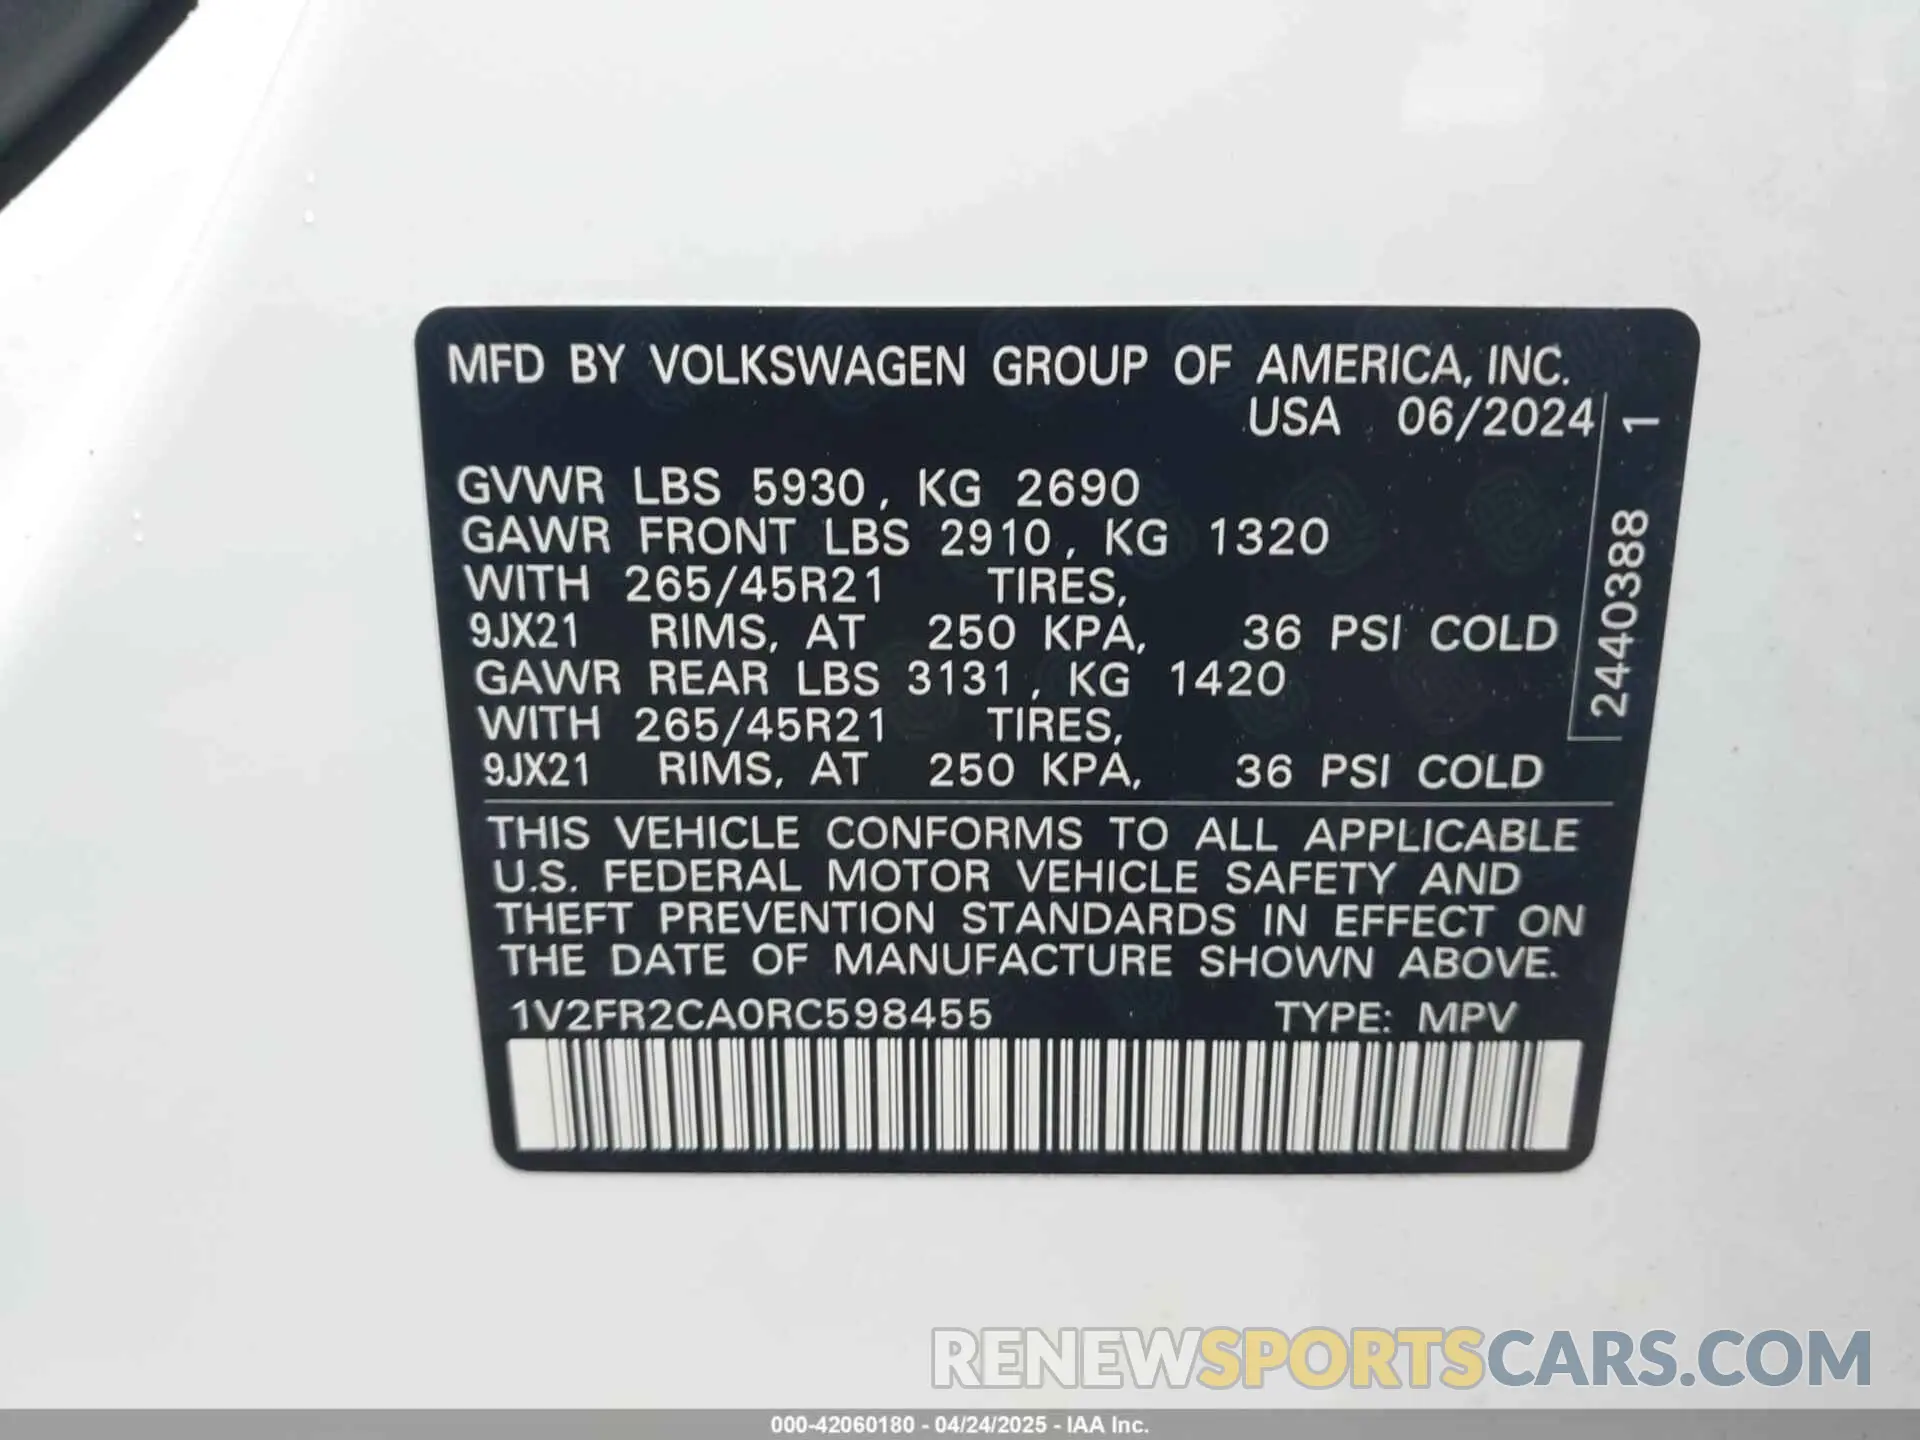 MFD BY VOLKSWAGEN GROUP OF AMERICA, INC.
USA 06/2024
GVWR LBS 5930, KG 2690
GAWR FRONT LBS 2910, KG 1320
WITH 265/45R21 TIRES,
9JX21 RIMS, AT 250 KPA, 36 PSI COLD
GAWR REAR LBS 3131, KG 1420
WITH 265/45R21 TIRES,
9JX21 RIMS, AT 250 KPA, 36 PSI COLD
2440388 1
THIS VEHICLE CONFORMS TO ALL APPLICABLE
U.S. FEDERAL MOTOR VEHICLE SAFETY AND
THEFT PREVENTION STANDARDS IN EFFECT ON
THE DATE OF MANUFACTURE SHOWN ABOVE.
1V2FR2CA0RC598455 TYPE: MPV
RENEWSPORTSCARS.COM
000-42060180 - 04/24/2025 - IAA Inc.